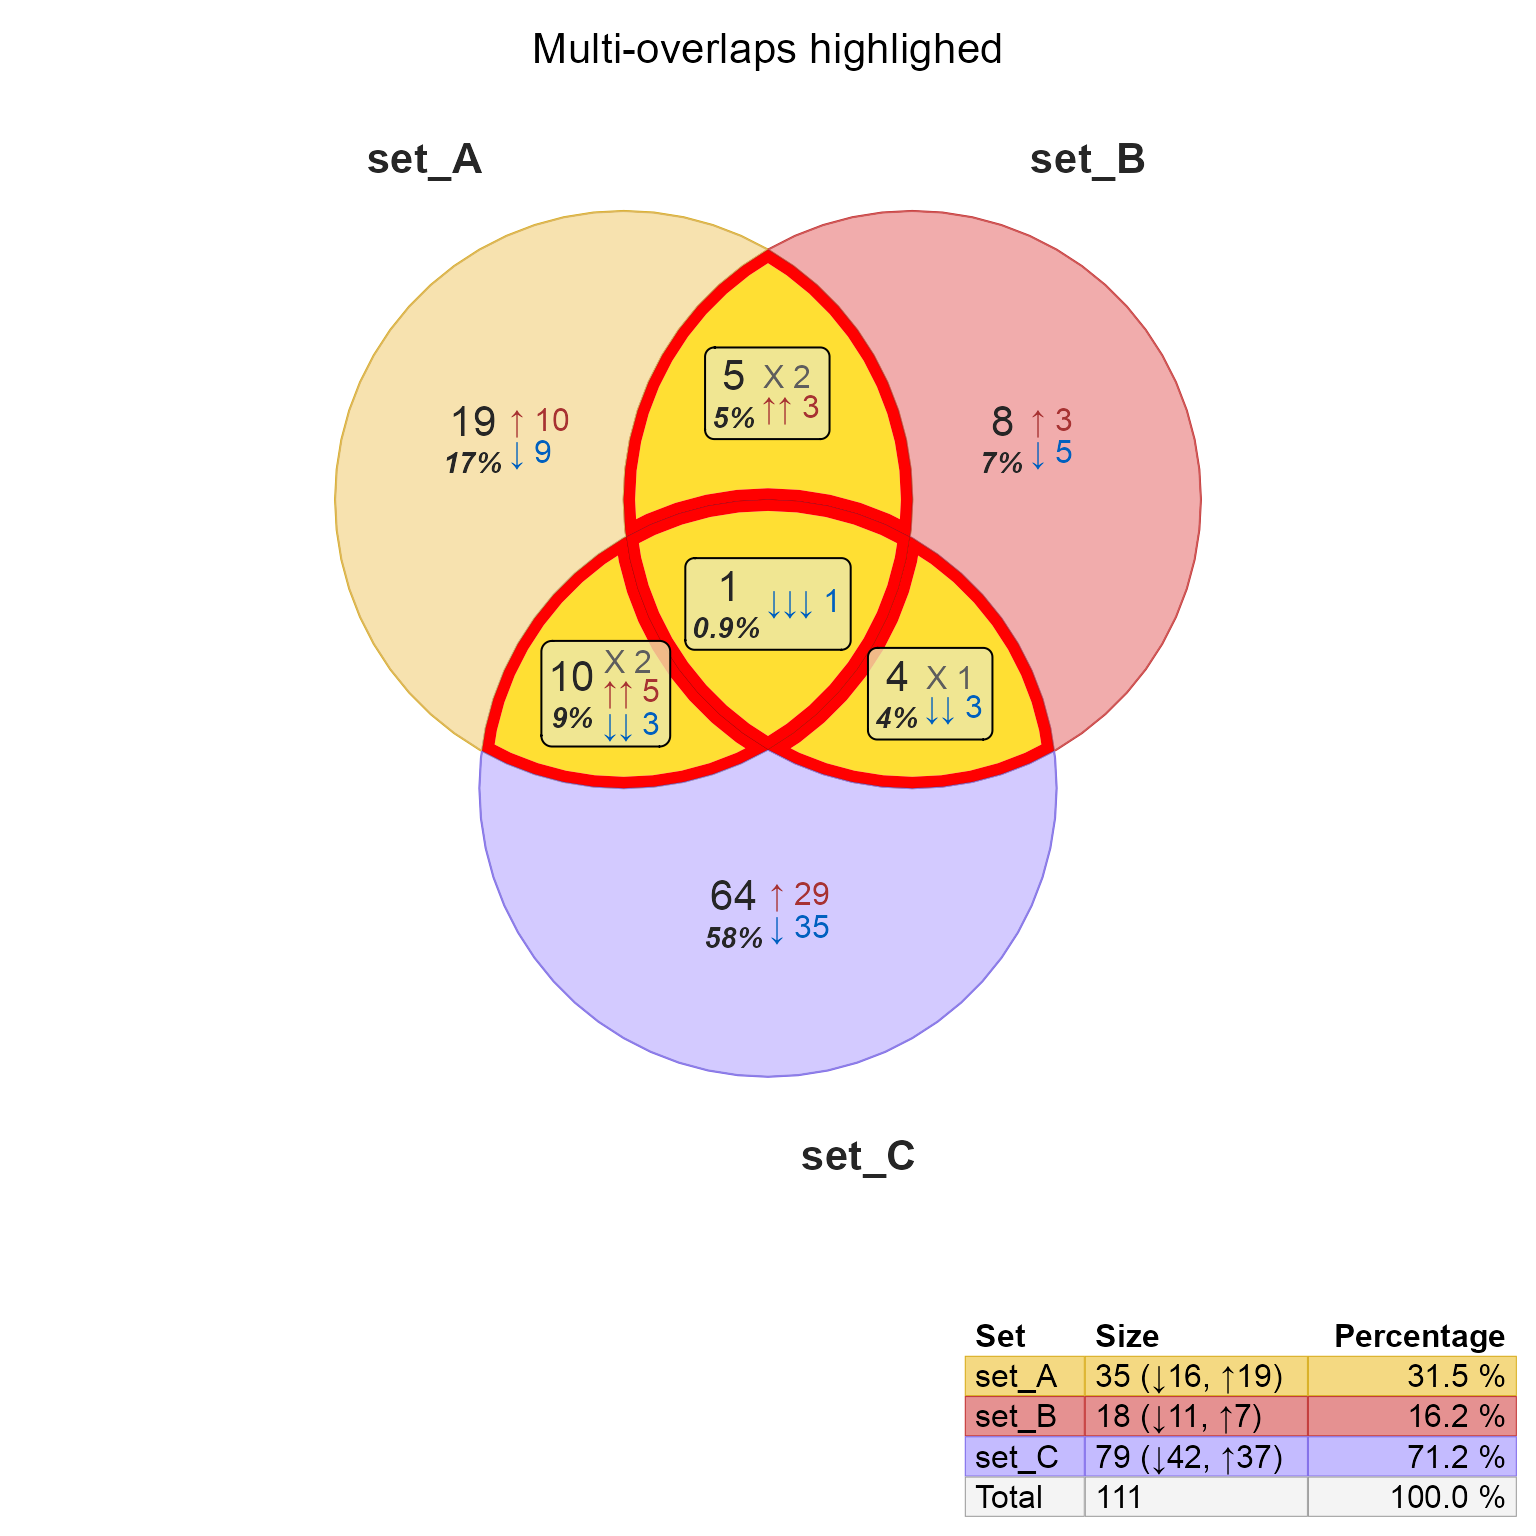 Multi-overlaps highlighed
set_A
set_B
5 X 2
5% ↑↑ 3
19 ↑ 10
17% ↓ 9
8 ↑ 3
7% ↓ 5
1
0.9% ↓↓↓ 1
10 X 2
↑↑ 5
9% ↓↓ 3
4 X 1
4% ↓↓ 3
64 ↑ 29
58% ↓ 35
set_C
Set Size Percentage
set_A 35 (↓16, ↑19) 31.5 %
set_B 18 (↓11, ↑7) 16.2 %
set_C 79 (↓42, ↑37) 71.2 %
Total 111 100.0 %